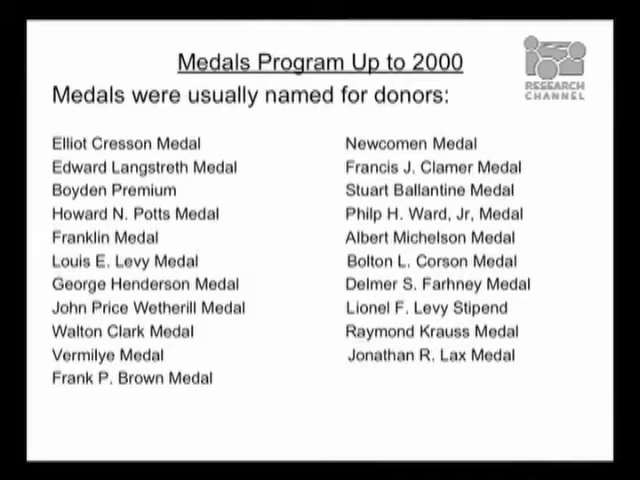 Medals Program Up to 2000
RESEARCH
CHANNEL
Medals were usually named for donors:
Elliot Cresson Medal
Edward Langstreth Medal
Boyden Premium
Howard N. Potts Medal
Franklin Medal
Louis E. Levy Medal
George Henderson Medal
John Price Wetherill Medal
Walton Clark Medal
Vermilye Medal
Frank P. Brown Medal
Newcomen Medal
Francis J. Clamer Medal
Stuart Ballantine Medal
Philp H. Ward, Jr, Medal
Albert Michelson Medal
Bolton L. Corson Medal
Delmer S. Farhney Medal
Lionel F. Levy Stipend
Raymond Krauss Medal
Jonathan R. Lax Medal